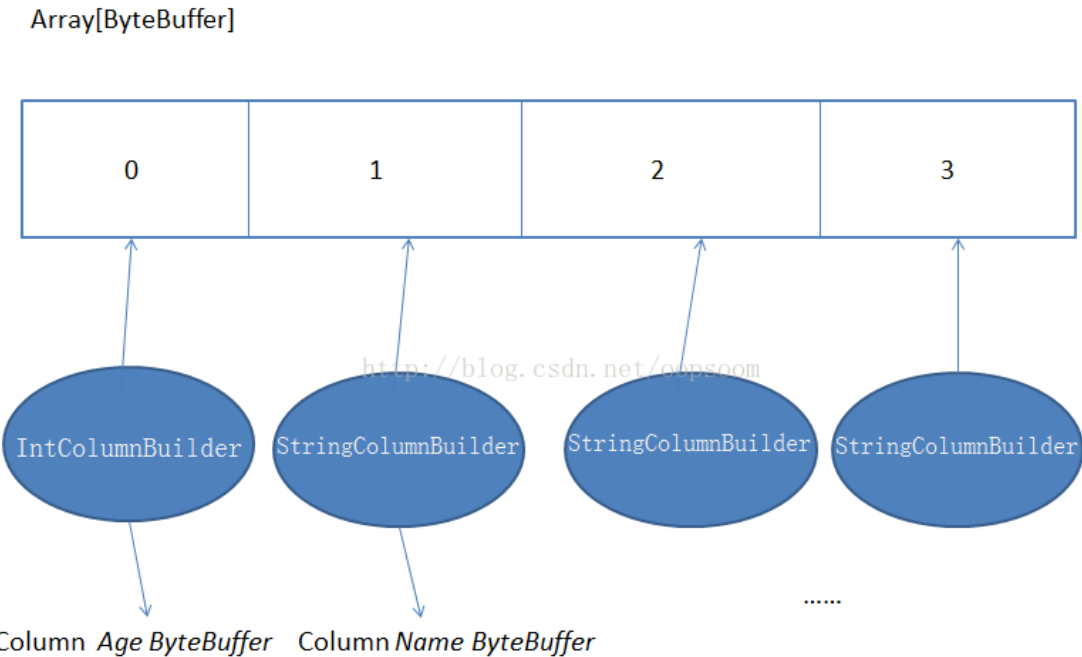 Array[ByteBuffer]
0 1 2 3
http://blog.csdn.net/oopsoom
IntColumnBuilder StringColumnBuilder StringColumnBuilder StringColumnBuilder
......
Column Age ByteBuffer Column Name ByteBuffer